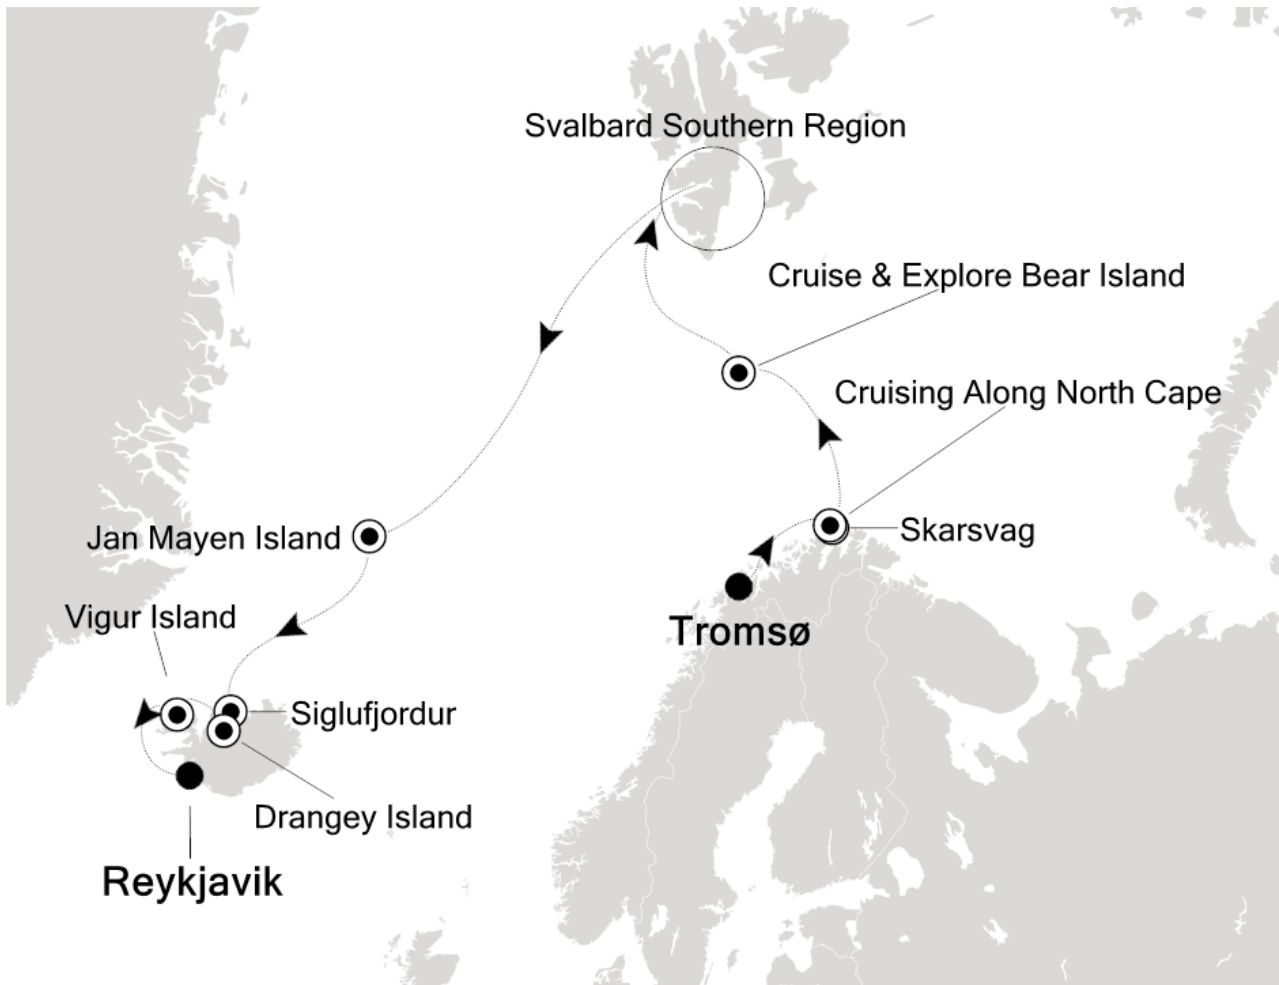 Svalbard Southern Region
Cruise & Explore Bear Island
Cruising Along North Cape
Jan Mayen Island
Skarsvag
Vigur Island
Tromsø
Siglufjordur
Drangey Island
Reykjavik